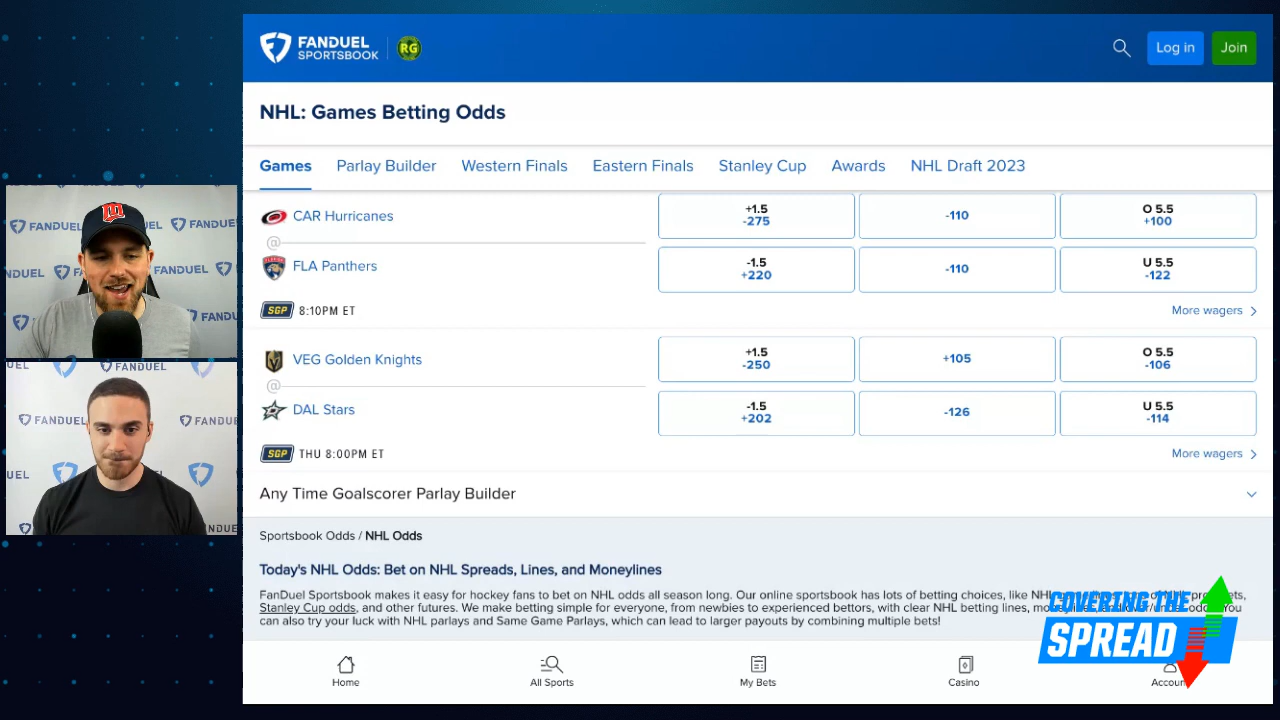 FANDUEL
SPORTSBOOK
RG
Log in
Join
NHL: Games Betting Odds
Games Parlay Builder Western Finals Eastern Finals Stanley Cup Awards NHL Draft 2023
CAR Hurricanes
+1.5
-275
-110
O 5.5
+100
@
FLA Panthers
-1.5
+220
-110
U 5.5
-122
SGP 8:10PM ET
More wagers
VEG Golden Knights
+1.5
-250
+105
O 5.5
-106
@
DAL Stars
-1.5
+202
-126
U 5.5
-114
SGP THU 8:00PM ET
More wagers
Any Time Goalscorer Parlay Builder
Sportsbook Odds / NHL Odds
Today's NHL Odds: Bet on NHL Spreads, Lines, and Moneylines
FanDuel Sportsbook makes it easy for hockey fans to bet on NHL odds all season long. Our online sportsbook has lots of betting choices, like
Stanley Cup odds, and other futures. We make betting simple for everyone, from newbies to experienced bettors, with clear NHL betting lines,
can also try your luck with NHL parlays and Same Game Parlays, which can lead to larger payouts by combining multiple bets!
Home
All Sports
My Bets
Casino
COVERING THE
SPREAD
FANDUEL
FANDUEL
FANDUEL
FANDUEL
FANDUEL
FANDUEL